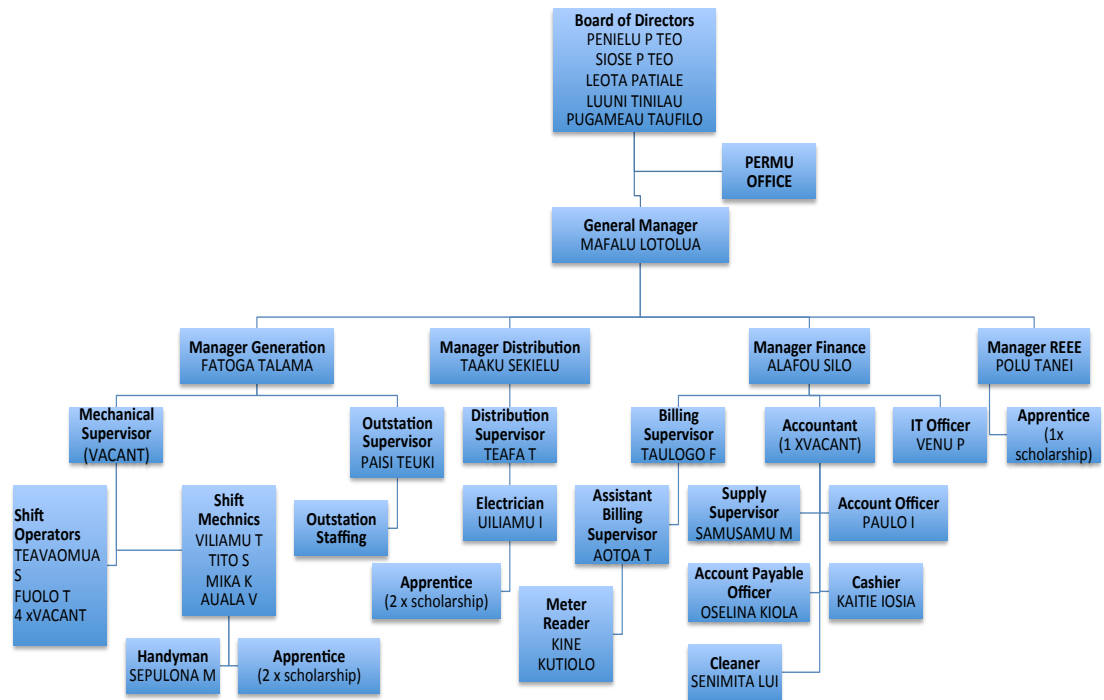 Board of Directors
PENIELU P TEO
SIOSE P TEO
LEOTA PATIALE
LUUNI TINILAU
PUGAMEAU TAUFILO
PERMU
OFFICE
General Manager
MAFALU LOTOLUA
Manager Generation
FATOGA TALAMA
Manager Distribution
TAAKU SEKIELU
Manager Finance
ALAFOU SILO
Manager REEE
POLU TANEI
Mechanical
Supervisor
(VACANT)
Outstation
Supervisor
PAISI TEUKI
Distribution
Supervisor
TEAFA T
Billing
Supervisor
TAULOGO F
Accountant
(1 XVACANT)
IT Officer
VENU P
Apprentice
(1x
scholarship)
Shift
Operators
TEAVAOMUA
S
FUOLO T
4 xVACANT
Shift
Mechnics
VILIAMU T
TITO S
MIKA K
AUALA V
Outstation
Staffing
Electrician
UILIAMU I
Assistant
Billing
Supervisor
AOTOA T
Supply
Supervisor
SAMUSAMU M
Account Officer
PAULO I
Apprentice
(2 x scholarship)
Account Payable
Officer
OSELINA KIOLA
Cashier
KAITIE IOSIA
Meter
Reader
KINE
KUTIOLO
Handyman
SEPULONA M
Apprentice
(2 x scholarship)
Cleaner
SENIMITA LUI